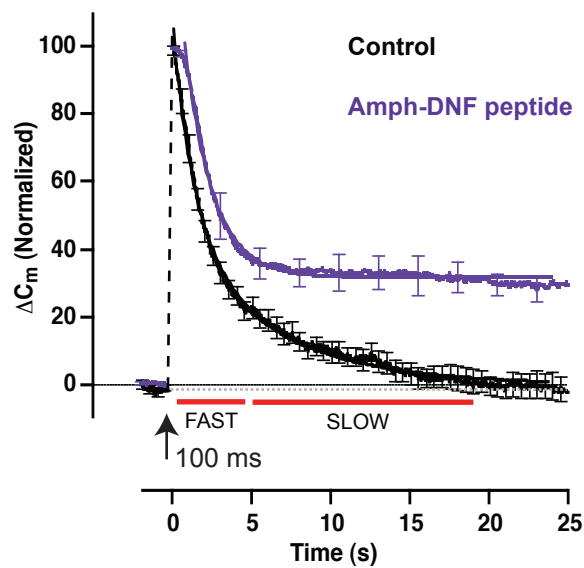 Control
Amph-DNF peptide
100
80
60
40
20
0
ΔCm (Normalized)
FAST
SLOW
100 ms
0
5
10
15
20
25
Time (s)